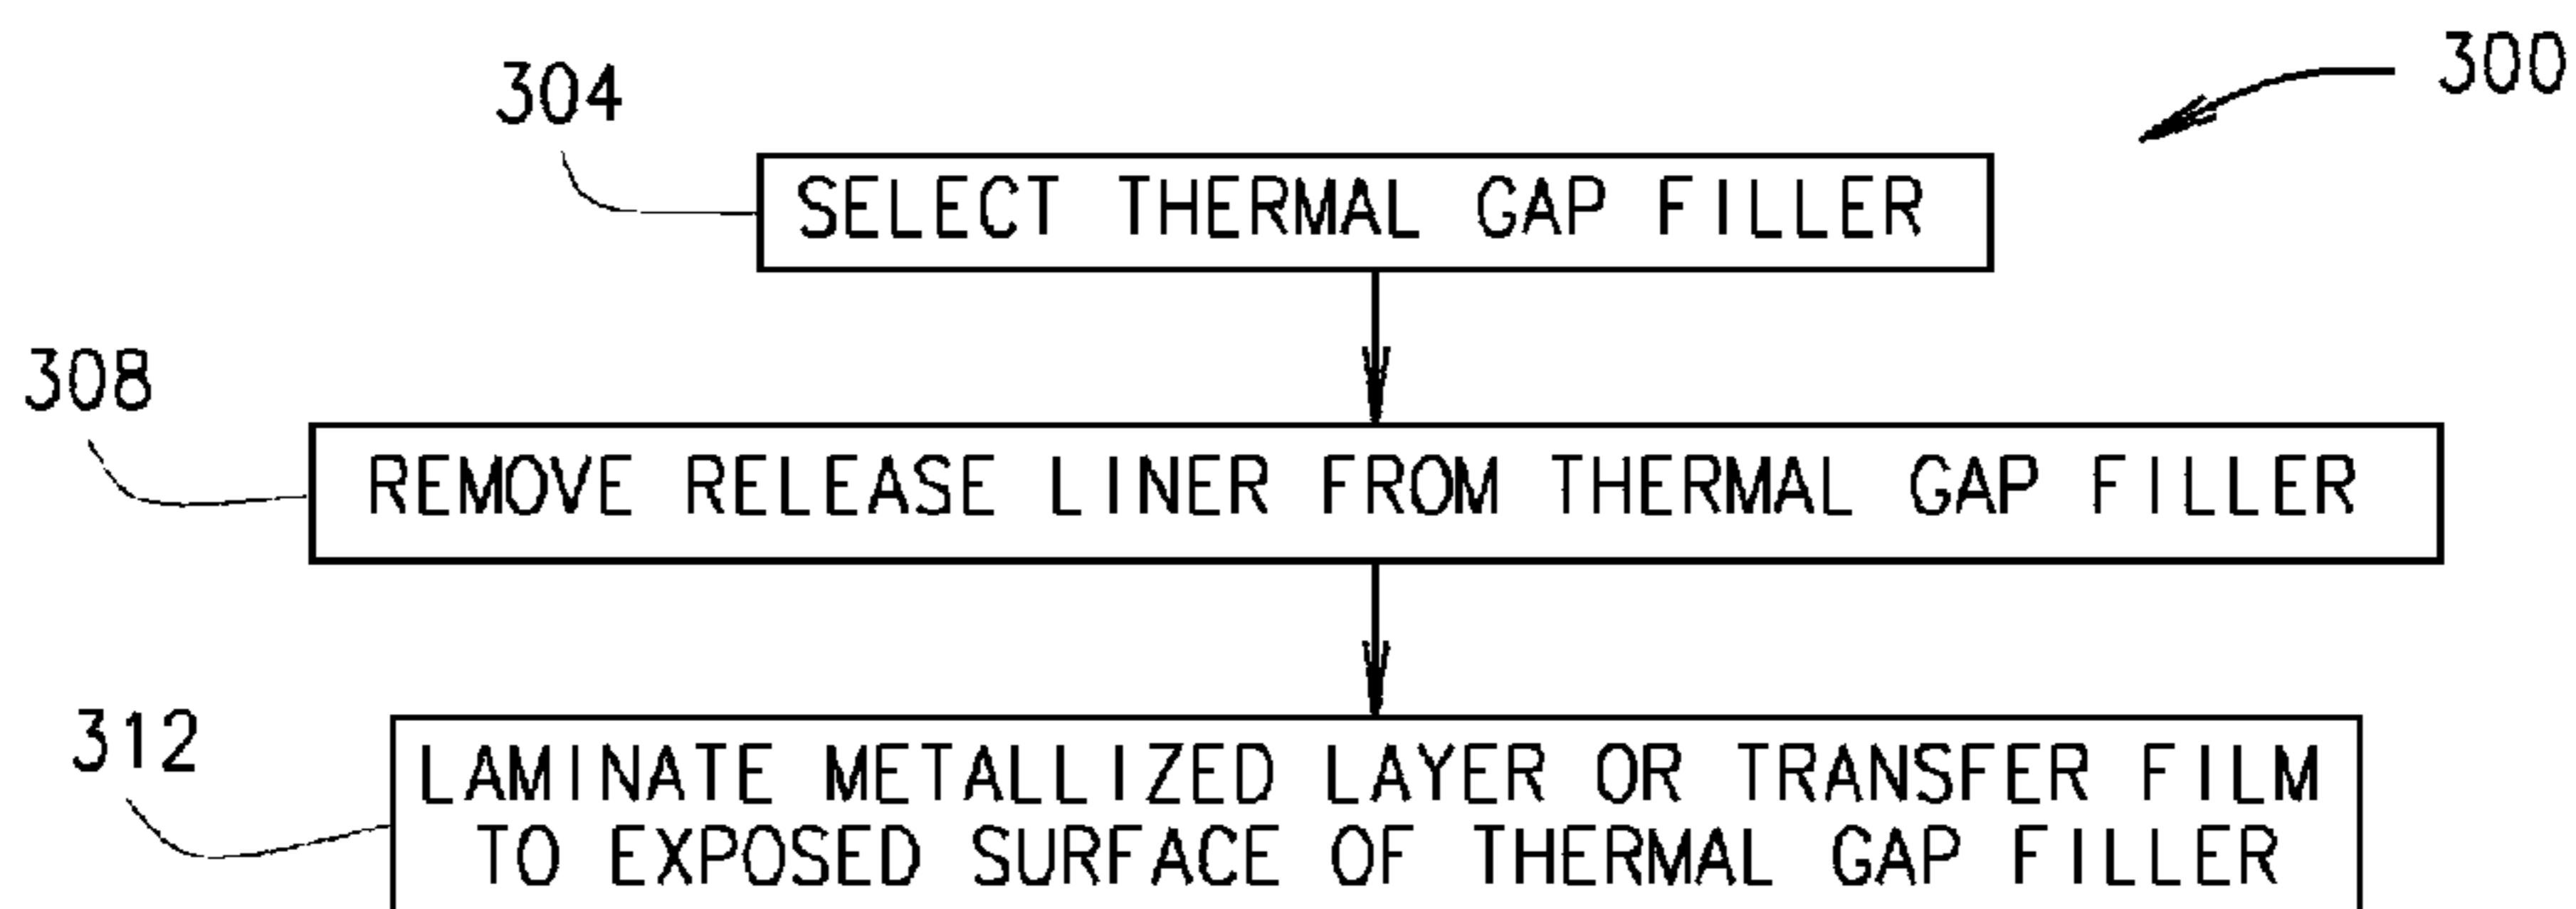 300
304
SELECT THERMAL GAP FILLER
308
REMOVE RELEASE LINER FROM THERMAL GAP FILLER
312
LAMINATE METALLIZED LAYER OR TRANSFER FILM
TO EXPOSED SURFACE OF THERMAL GAP FILLER